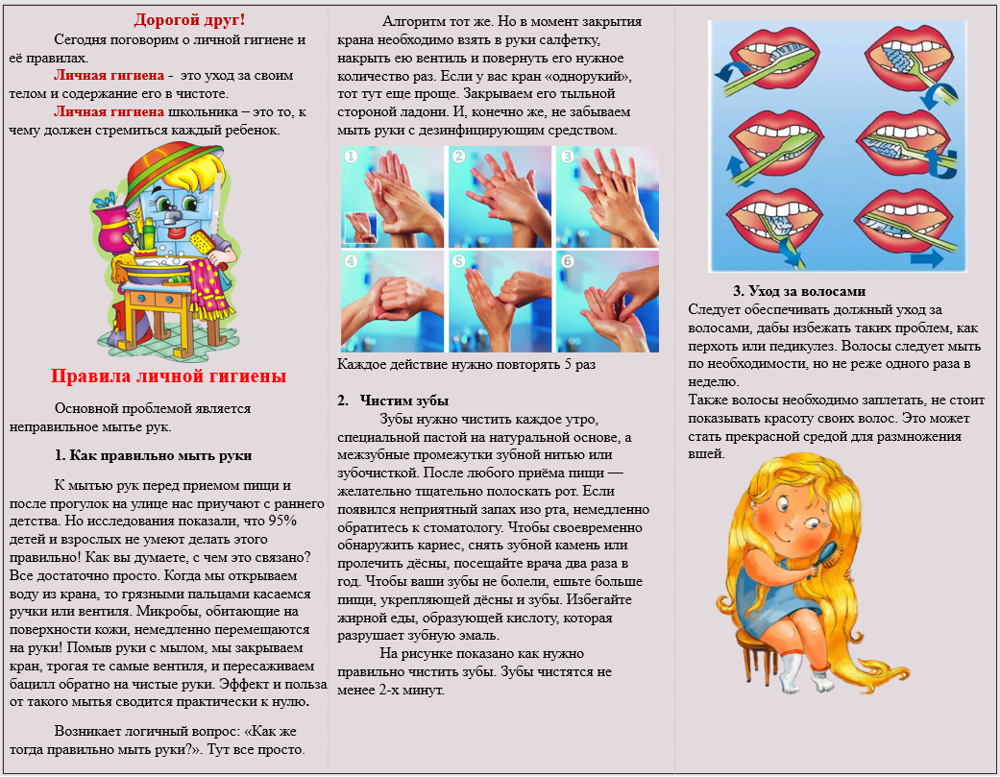 Дорогой друг!
Сегодня поговорим о личной гигиене и
её правилах.
Личная гигиена - это уход за своим
телом и содержание его в чистоте.
Личная гигиена школьника – это то, к
чему должен стремиться каждый ребенок.
Правила личной гигиены
Основной проблемой является
неправильное мытье рук.
1. Как правильно мыть руки
К мытью рук перед приемом пищи и
после прогулок на улице нас приучают с раннего
детства. Но исследования показали, что 95%
детей и взрослых не умеют делать этого
правильно! Как вы думаете, с чем это связано?
Все достаточно просто. Когда мы открываем
воду из крана, то грязными пальцами касаемся
ручки или вентиля. Микробы, обитающие на
поверхности кожи, немедленно перемещаются
на руки! Помыв руки с мылом, мы закрываем
кран, трогая те самые вентиля, и пересаживаем
бацилл обратно на чистые руки. Эффект и польза
от такого мытья сводится практически к нулю.
Возникает логичный вопрос: «Как же
тогда правильно мыть руки?». Тут все просто.
Алгоритм тот же. Но в момент закрытия
крана необходимо взять в руки салфетку,
накрыть ею вентиль и повернуть его нужное
количество раз. Если у вас кран «однорукий»,
тот тут еще проще. Закрываем его тыльной
стороной ладони. И, конечно же, не забываем
мыть руки с дезинфицирующим средством.
1 2 3
4 5 6
Каждое действие нужно повторять 5 раз
2. Чистим зубы
Зубы нужно чистить каждое утро,
специальной пастой на натуральной основе, а
межзубные промежутки зубной нитью или
зубочисткой. После любого приёма пищи —
желательно тщательно полоскать рот. Если
появился неприятный запах изо рта, немедленно
обратитесь к стоматологу. Чтобы своевременно
обнаружить кариес, снять зубной камень или
пролечить дёсны, посещайте врача два раза в
год. Чтобы ваши зубы не болели, ешьте больше
пищи, укрепляющей дёсны и зубы. Избегайте
жирной еды, образующей кислоту, которая
разрушает зубную эмаль.
На рисунке показано как нужно
правильно чистить зубы. Зубы чистятся не
менее 2-х минут.
3. Уход за волосами
Следует обеспечивать должный уход за
волосами, дабы избежать таких проблем, как
перхоть или педикулез. Волосы следует мыть
по необходимости, но не реже одного раза в
неделю.
Также волосы необходимо заплетать, не стоит
показывать красоту своих волос. Это может
стать прекрасной средой для размножения
вшей.